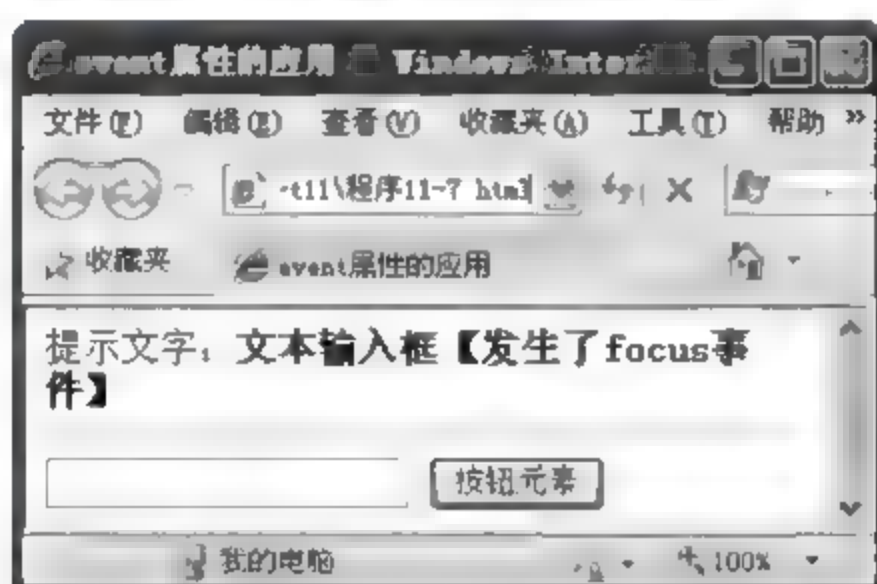 event属性的应用 Windows Inter
文件(F) 编辑(E) 查看(V) 收藏夹(A) 工具(T) 帮助 »
t11\程序11-7 html
收藏夹 event属性的应用
提示文字：文本输入框【发生了focus事
件】
按钮元素
我的电脑 100%